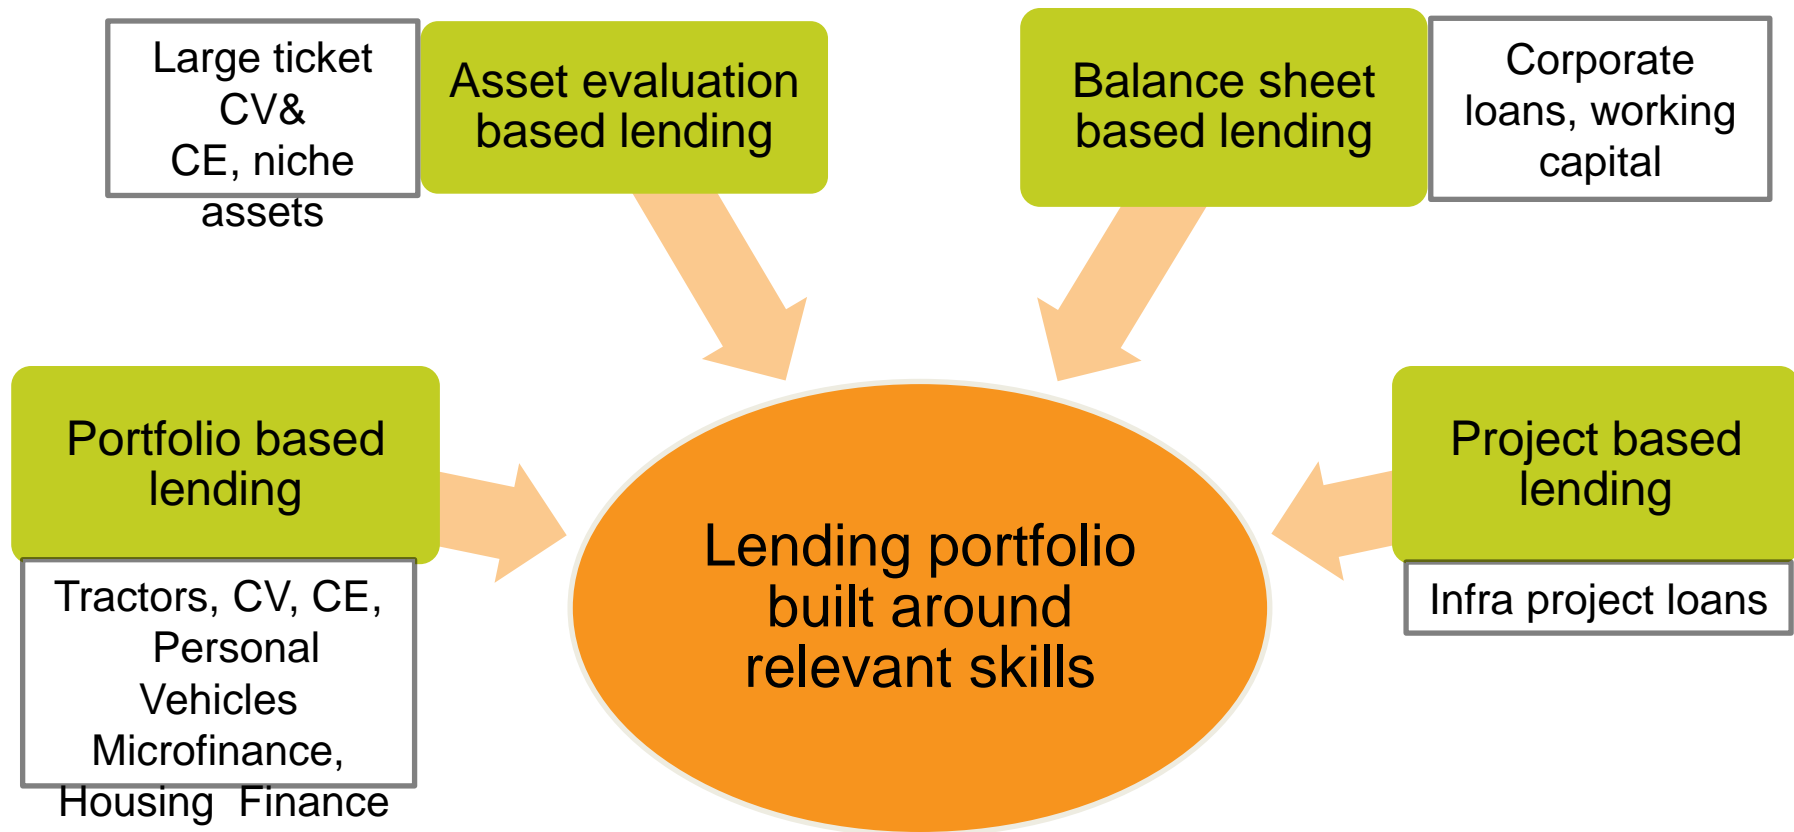 Large ticket
CV&
CE, niche
assets
Asset evaluation
based lending
Balance sheet
based lending
Corporate
loans, working
capital
Portfolio based
lending
Tractors, CV, CE,
Personal
Vehicles
Microfinance,
Housing Finance
Lending portfolio
built around
relevant skills
Project based
lending
Infra project loans